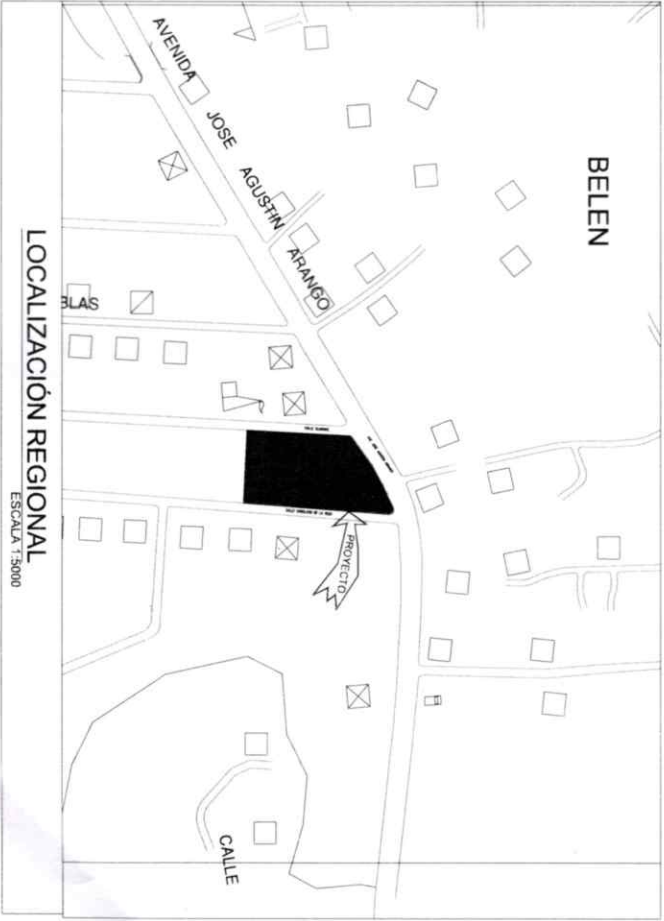 BELEN
AVENIDA JOSE AGUSTIN ARANGO
BLAS
PROYECTO
CALLE
LOCALIZACIÓN REGIONAL
ESCALA 1:5000